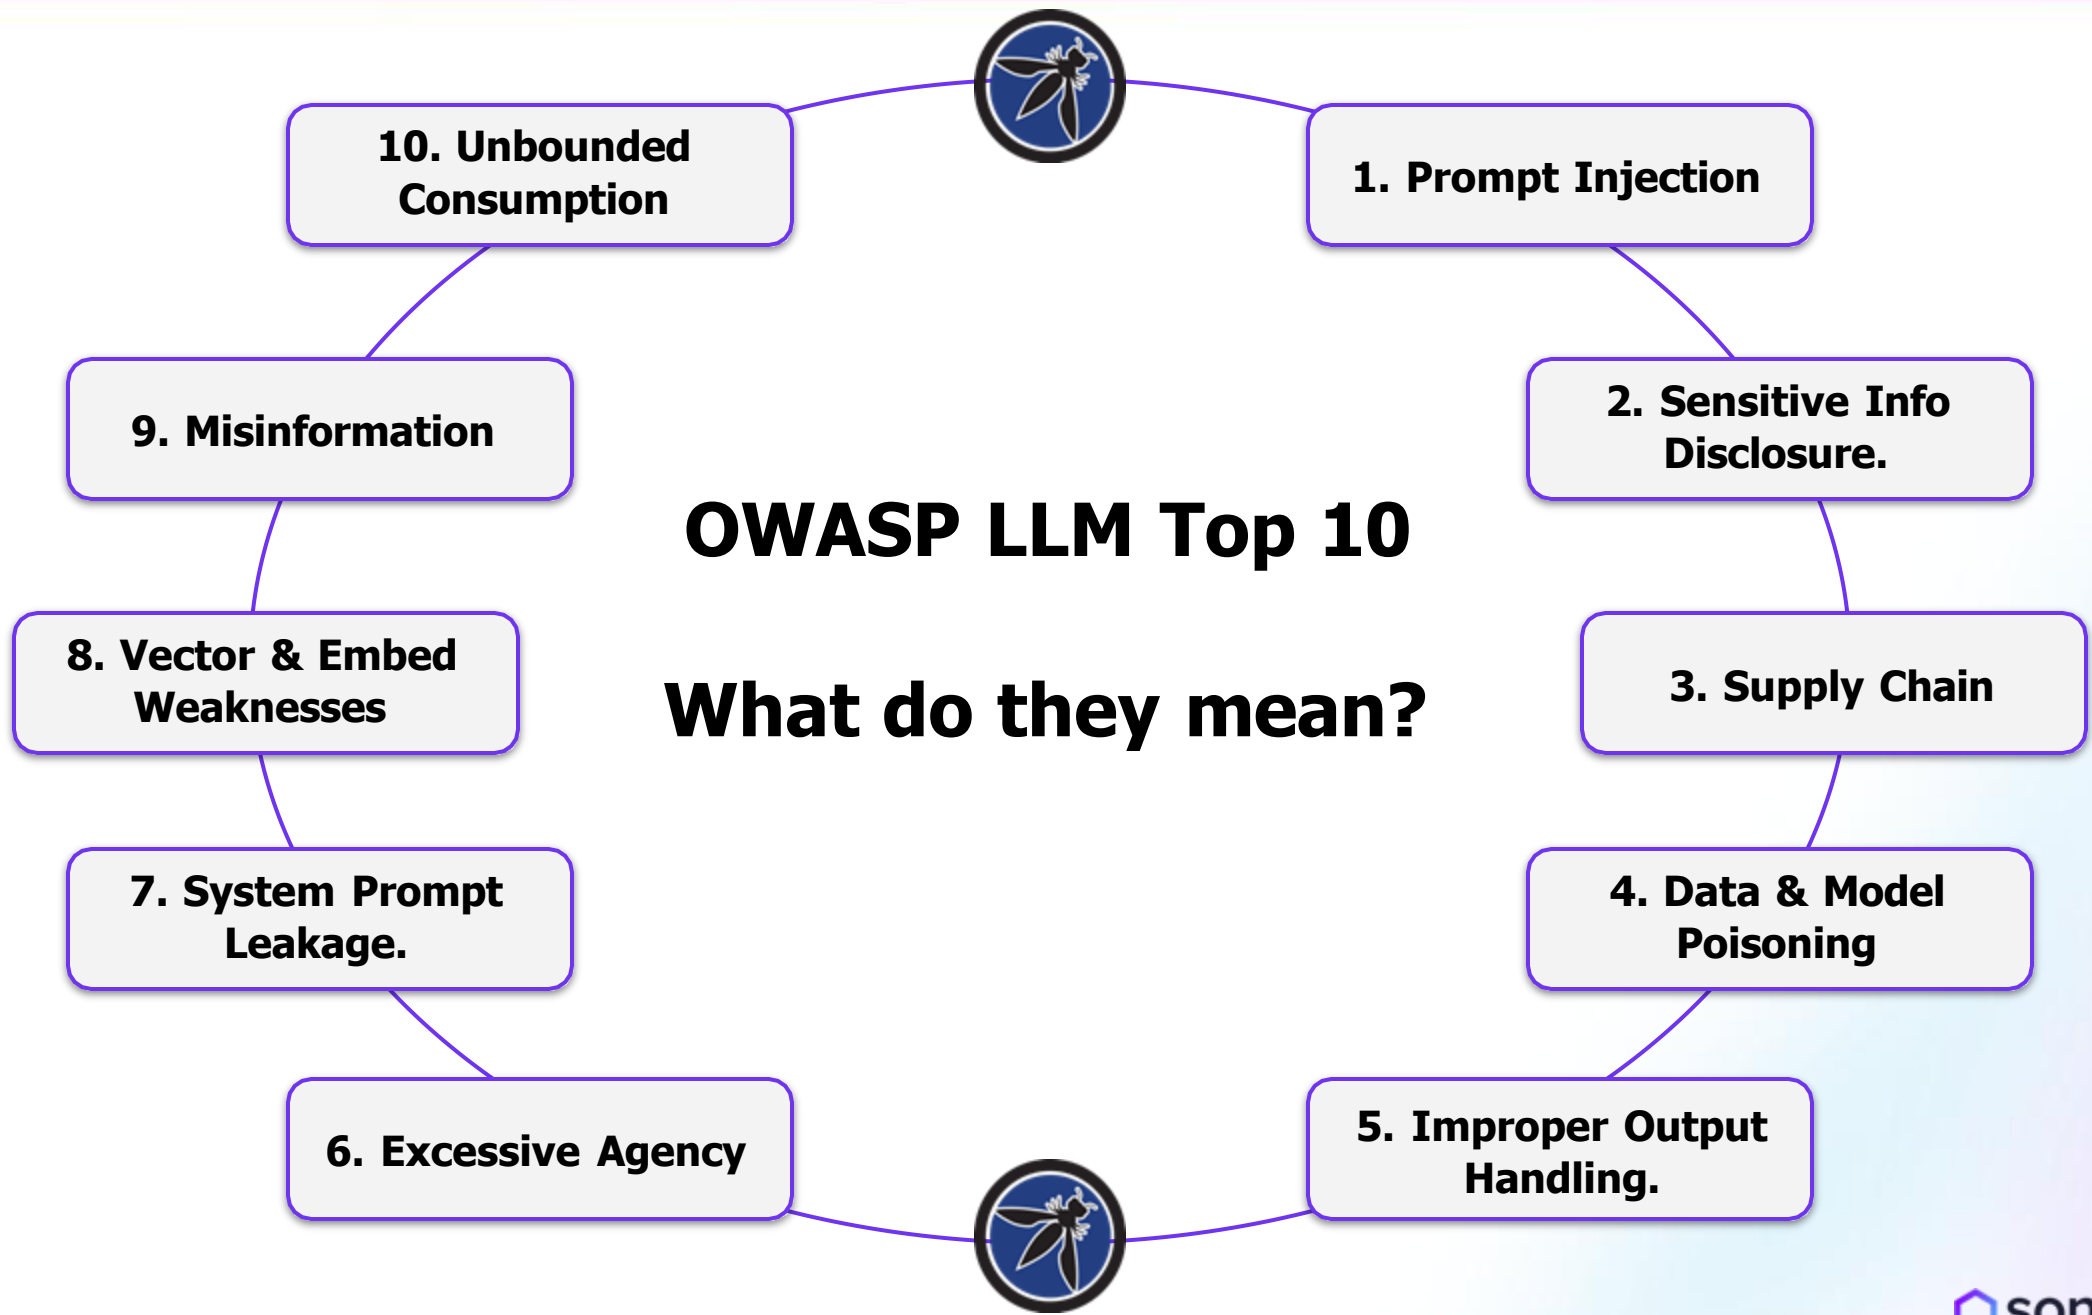 10. Unbounded
Consumption
1. Prompt Injection
9. Misinformation
2. Sensitive Info
Disclosure.
OWASP LLM Top 10
8. Vector & Embed
Weaknesses
What do they mean?
3. Supply Chain
7. System Prompt
Leakage.
4. Data & Model
Poisoning
6. Excessive Agency
5. Improper Output
Handling.